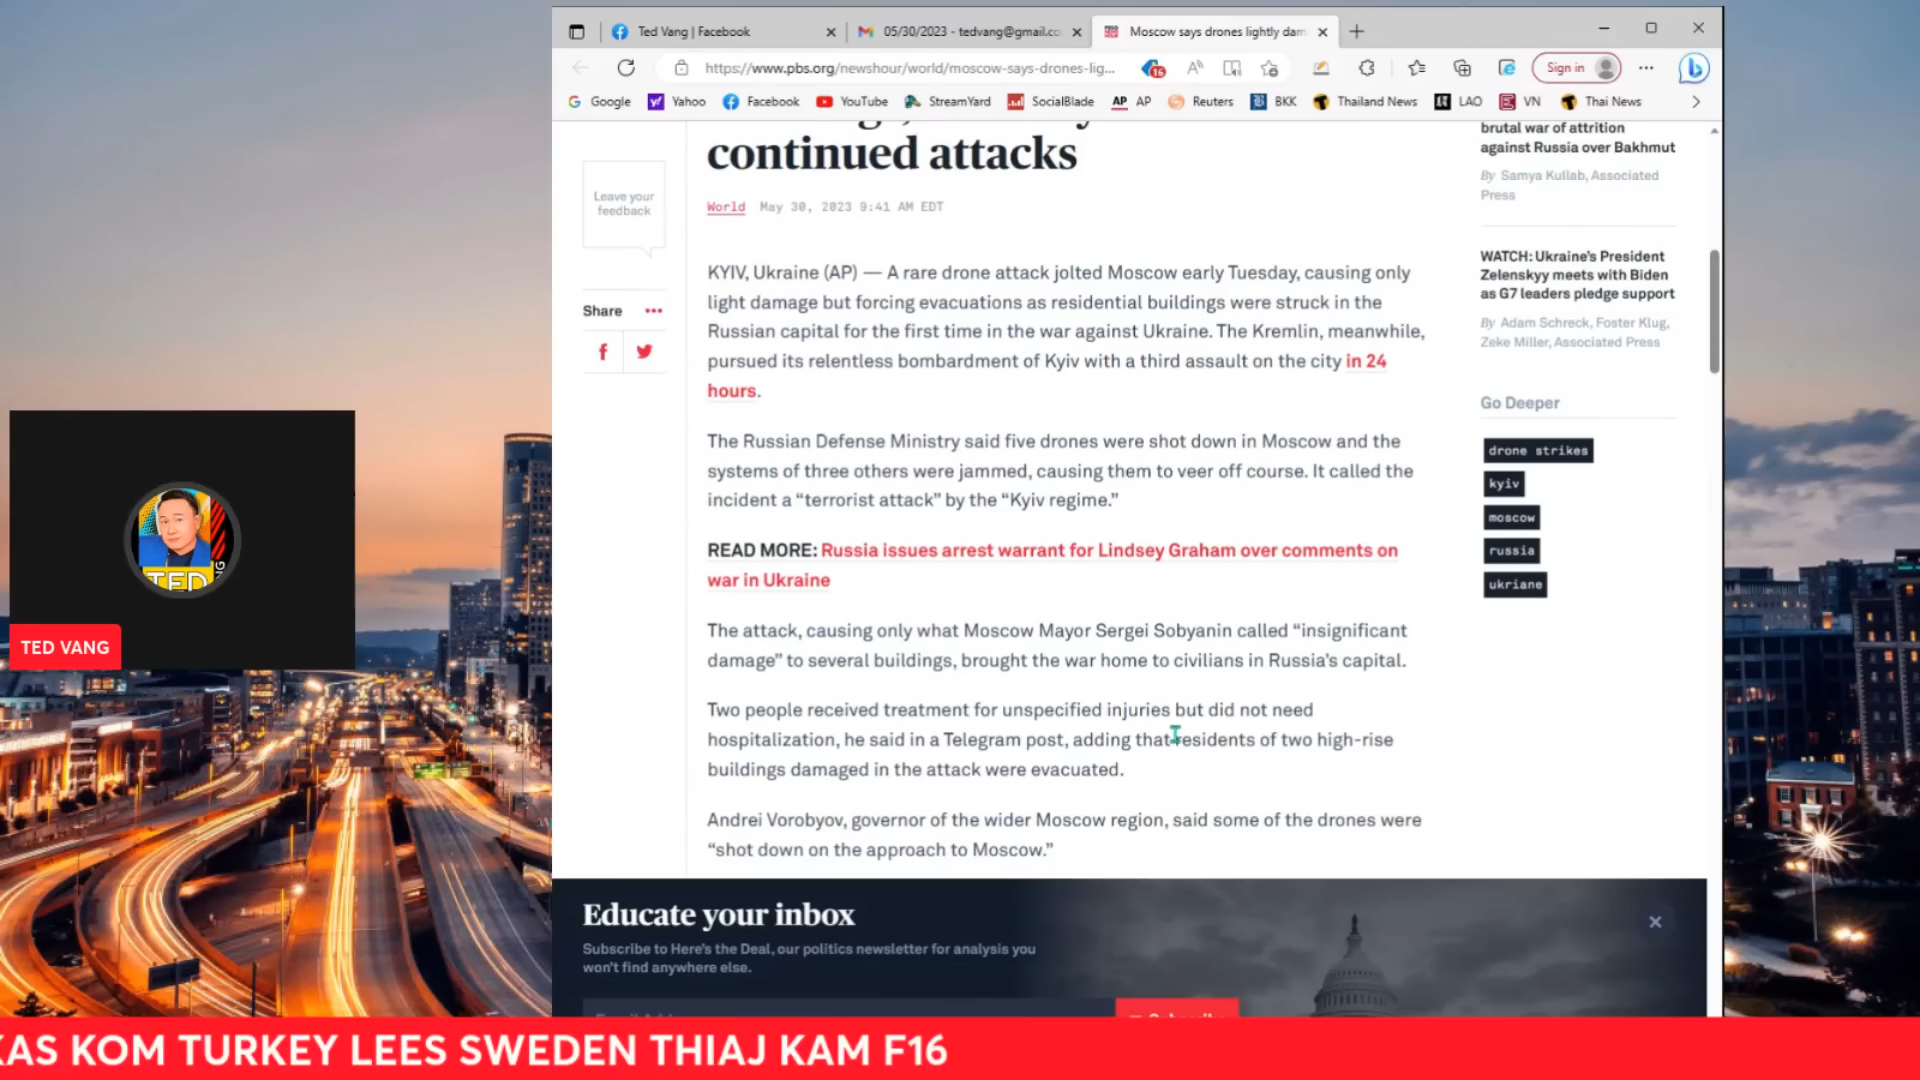 Ted Vang | Facebook
05/30/2023 - tedvang@gmail.co
Moscow says drones lightly dam
https://www.pbs.org/newshour/world/moscow-says-drones-lig...
16
Sign in
Google
Yahoo
Facebook
YouTube
StreamYard
SocialBlade
AP AP
Reuters
BKK
Thailand News
LAO
VN
Thai News
continued attacks
World May 30, 2023 9:41 AM EDT
Leave your
feedback
Share
KYIV, Ukraine (AP) — A rare drone attack jolted Moscow early Tuesday, causing only
light damage but forcing evacuations as residential buildings were struck in the
Russian capital for the first time in the war against Ukraine. The Kremlin, meanwhile,
pursued its relentless bombardment of Kyiv with a third assault on the city in 24
hours.
The Russian Defense Ministry said five drones were shot down in Moscow and the
systems of three others were jammed, causing them to veer off course. It called the
incident a “terrorist attack” by the “Kyiv regime.”
READ MORE: Russia issues arrest warrant for Lindsey Graham over comments on
war in Ukraine
The attack, causing only what Moscow Mayor Sergei Sobyanin called “insignificant
damage” to several buildings, brought the war home to civilians in Russia’s capital.
Two people received treatment for unspecified injuries but did not need
hospitalization, he said in a Telegram post, adding that residents of two high-rise
buildings damaged in the attack were evacuated.
Andrei Vorobyov, governor of the wider Moscow region, said some of the drones were
“shot down on the approach to Moscow.”
brutal war of attrition
against Russia over Bakhmut
By Samya Kullab, Associated
Press
WATCH: Ukraine’s President
Zelenskyy meets with Biden
as G7 leaders pledge support
By Adam Schreck, Foster Klug,
Zeke Miller, Associated Press
Go Deeper
drone strikes
kyiv
moscow
russia
ukriane
Educate your inbox
Subscribe to Here’s the Deal, our politics newsletter for analysis you
won’t find anywhere else.
TED
TED VANG
KAS KOM TURKEY LEES SWEDEN THIAJ KAM F16